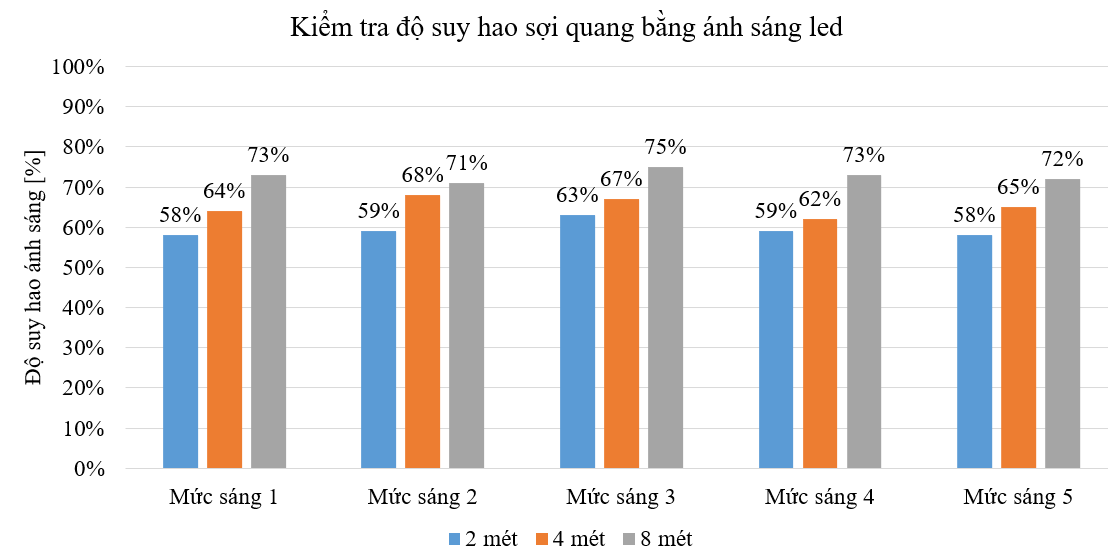 Kiểm tra độ suy hao sợi quang bằng ánh sáng led
Độ suy hao ánh sáng [%]
100%
90%
80%
70%
60%
50%
40%
30%
20%
10%
0%
58% 64% 73%
59% 68% 71%
63% 67% 75%
59% 62% 73%
58% 65% 72%
Mức sáng 1 Mức sáng 2 Mức sáng 3 Mức sáng 4 Mức sáng 5
2 mét 4 mét 8 mét